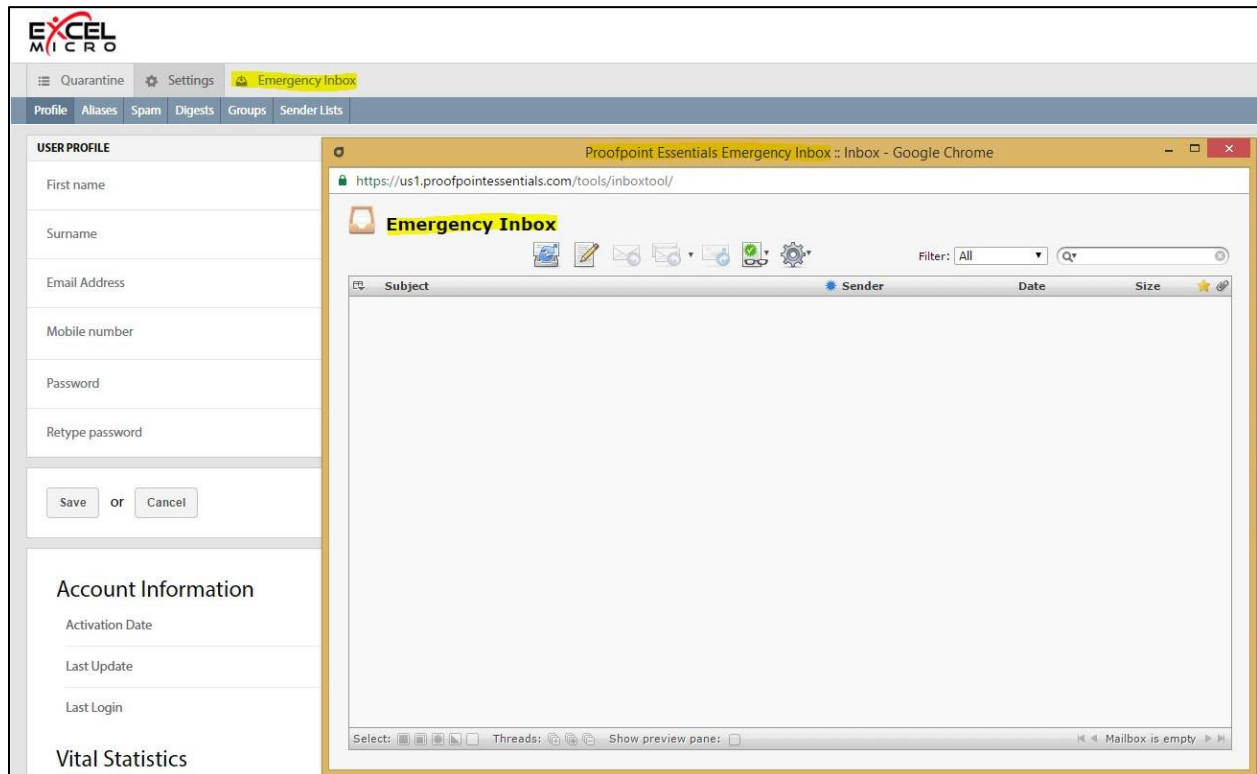 EXCEL
MICRO
Quarantine Settings Emergency Inbox
Profile Aliases Spam Digests Groups Sender Lists
USER PROFILE
First name
Surname
Email Address
Mobile number
Password
Retype password
Save or Cancel
Account Information
Activation Date
Last Update
Last Login
Vital Statistics
Proofpoint Essentials Emergency Inbox :: Inbox - Google Chrome
https://us1.proofpointessentials.com/tools/inboxtool/
Emergency Inbox
Filter: All
Subject Sender Date Size
Select: Threads: Show preview pane: Mailbox is empty